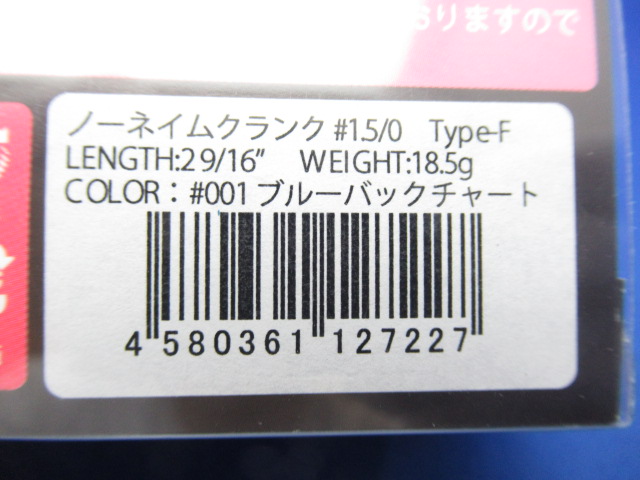 おりますので
ノーネイムクランク #1.5/0 Type-F
LENGTH:2 9/16" WEIGHT:18.5g
COLOR：#001 ブルーバックチャート
4 580361 127227